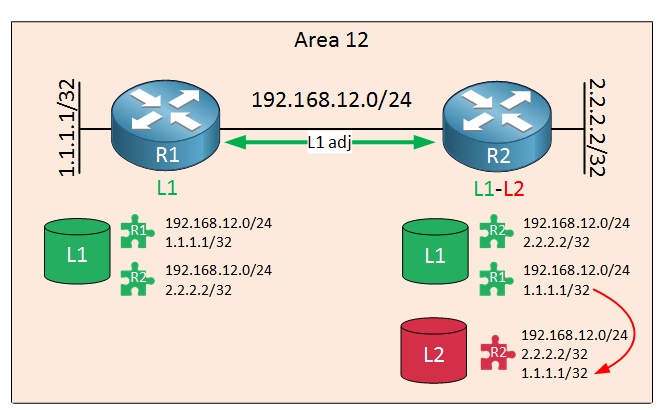 Area 12
1.1.1.1/32
192.168.12.0/24
2.2.2.2/32
R1
L1 adj
R2
L1
L1-L2
L1
R1
192.168.12.0/24
1.1.1.1/32
R2
192.168.12.0/24
2.2.2.2/32
L1
R2
192.168.12.0/24
2.2.2.2/32
R1
192.168.12.0/24
1.1.1.1/32
L2
R2
192.168.12.0/24
2.2.2.2/32
1.1.1.1/32